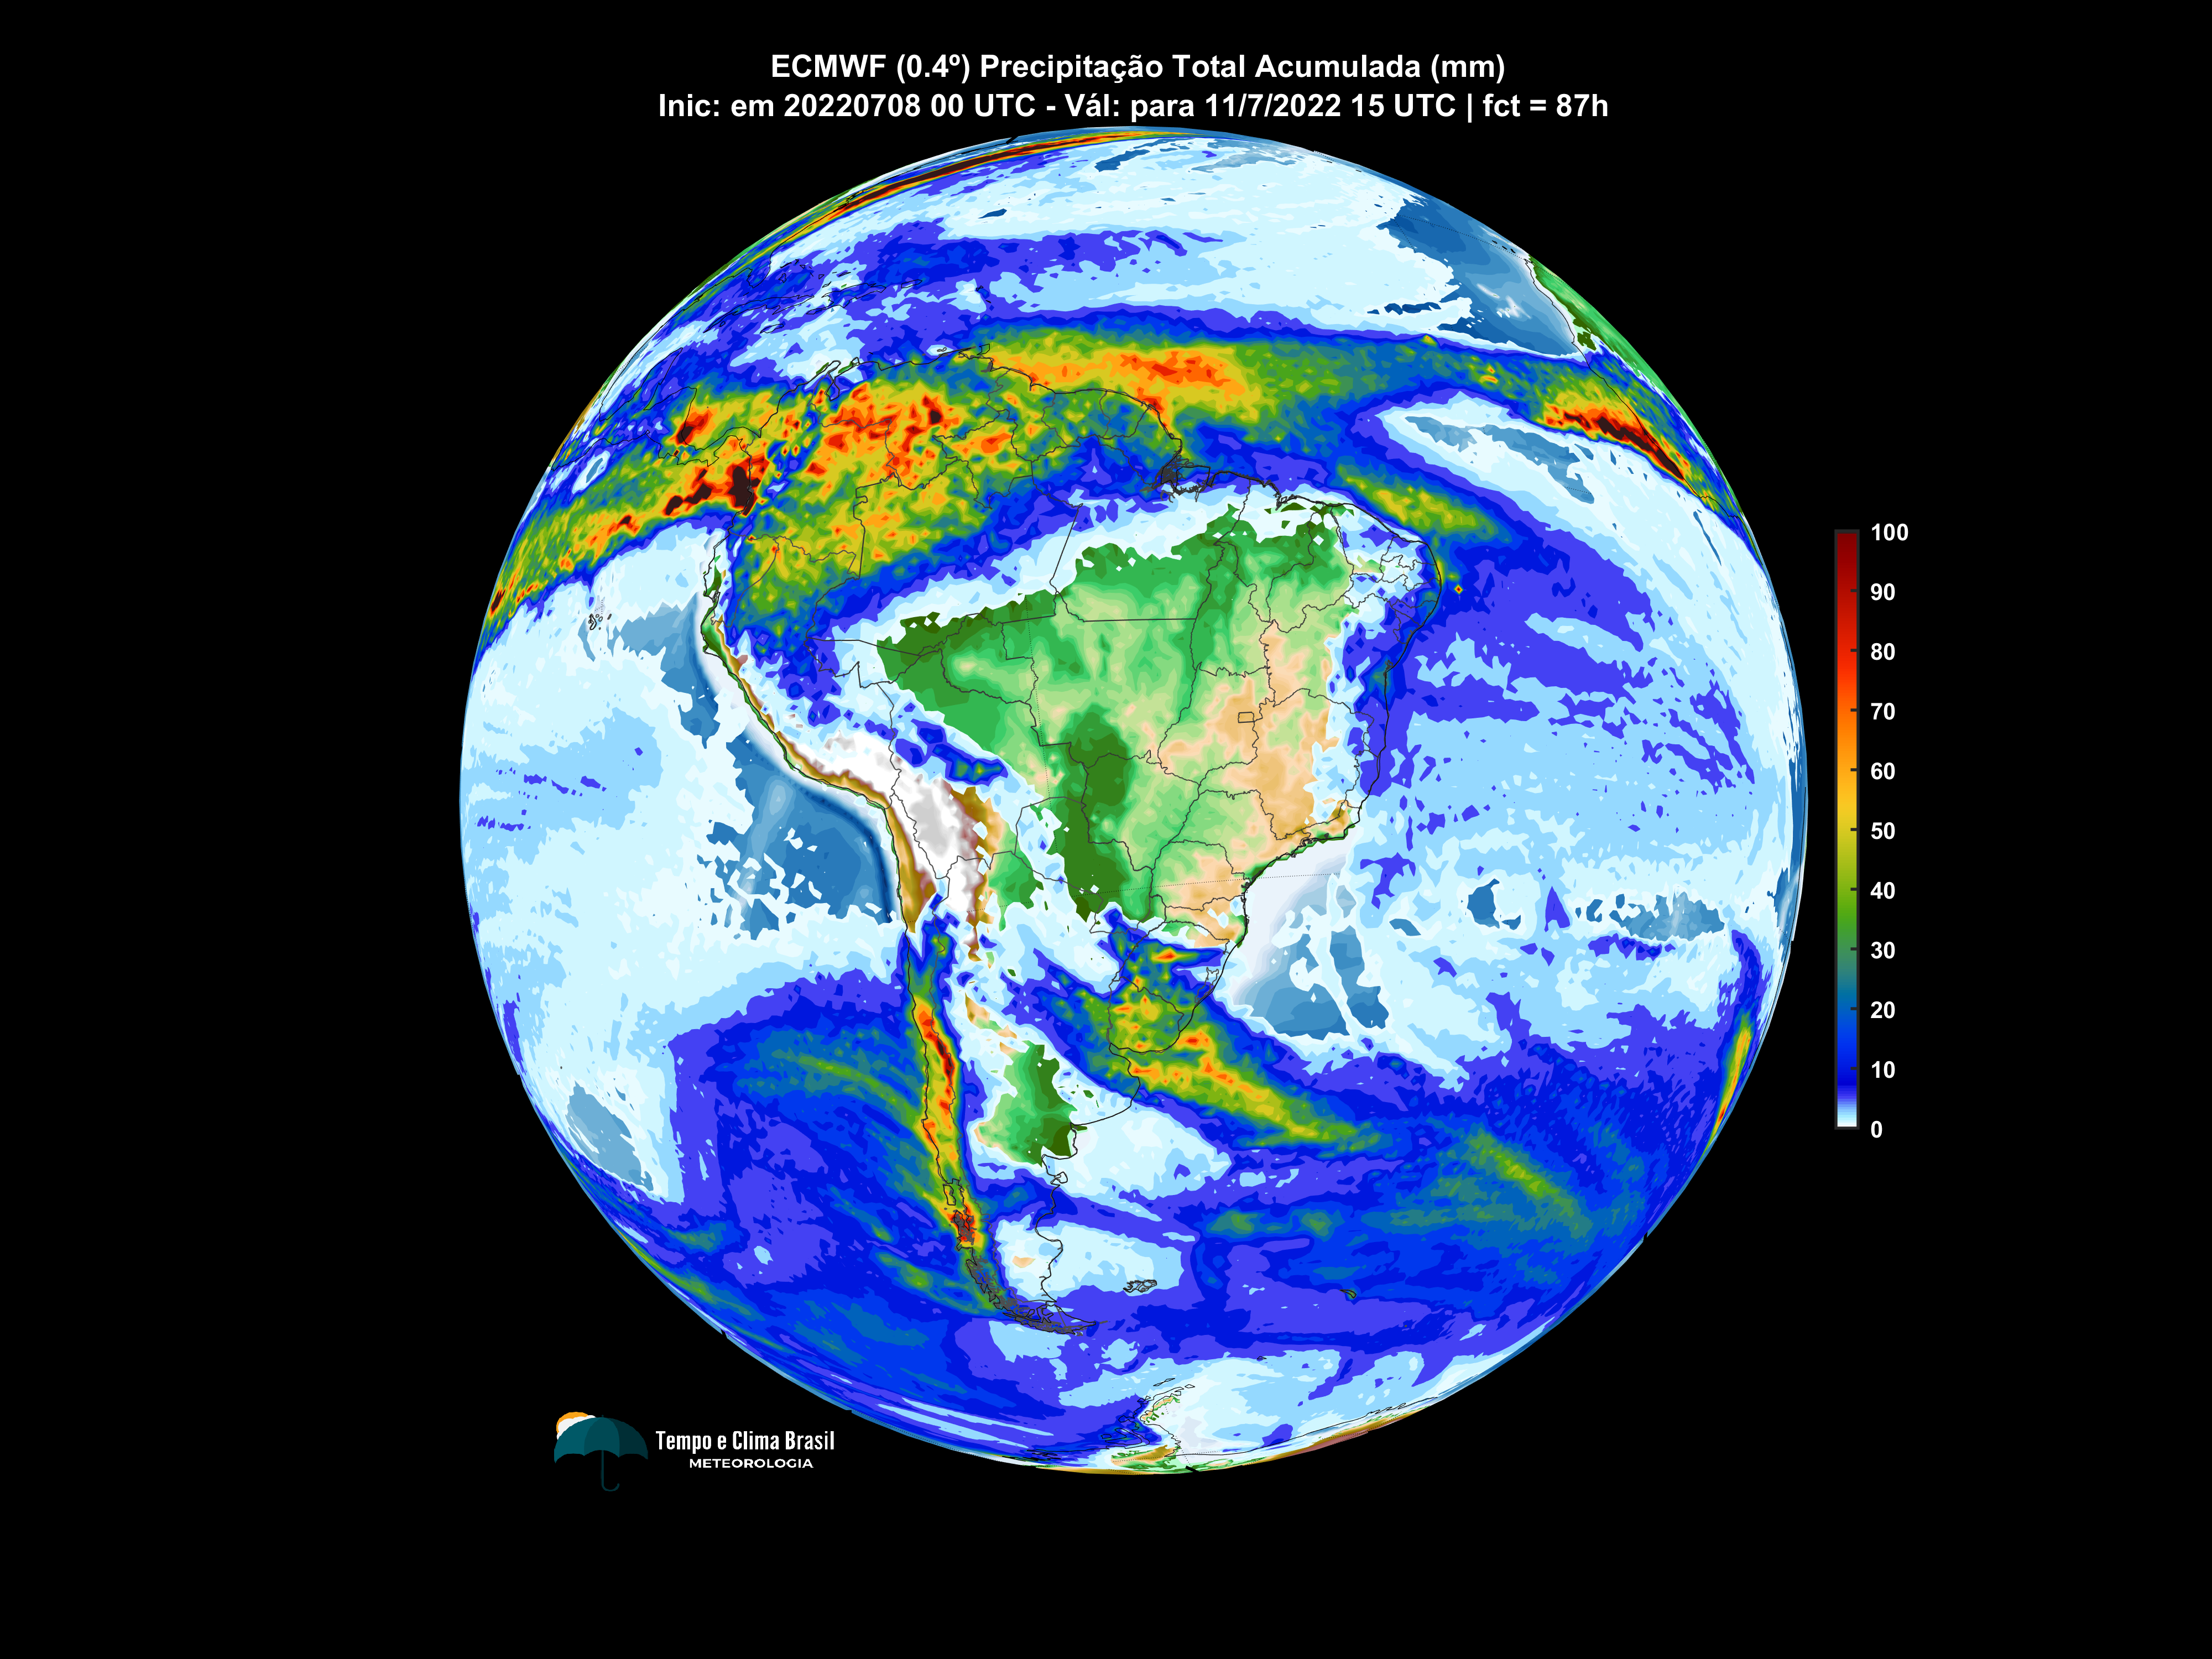 ECMWF (0.4º) Precipitação Total Acumulada (mm)
Inic: em 20220708 00 UTC - Vál: para 11/7/2022 15 UTC | fct = 87h
100
90
80
70
60
50
40
30
20
10
0
Tempo e Clima Brasil
METEOROLOGIA